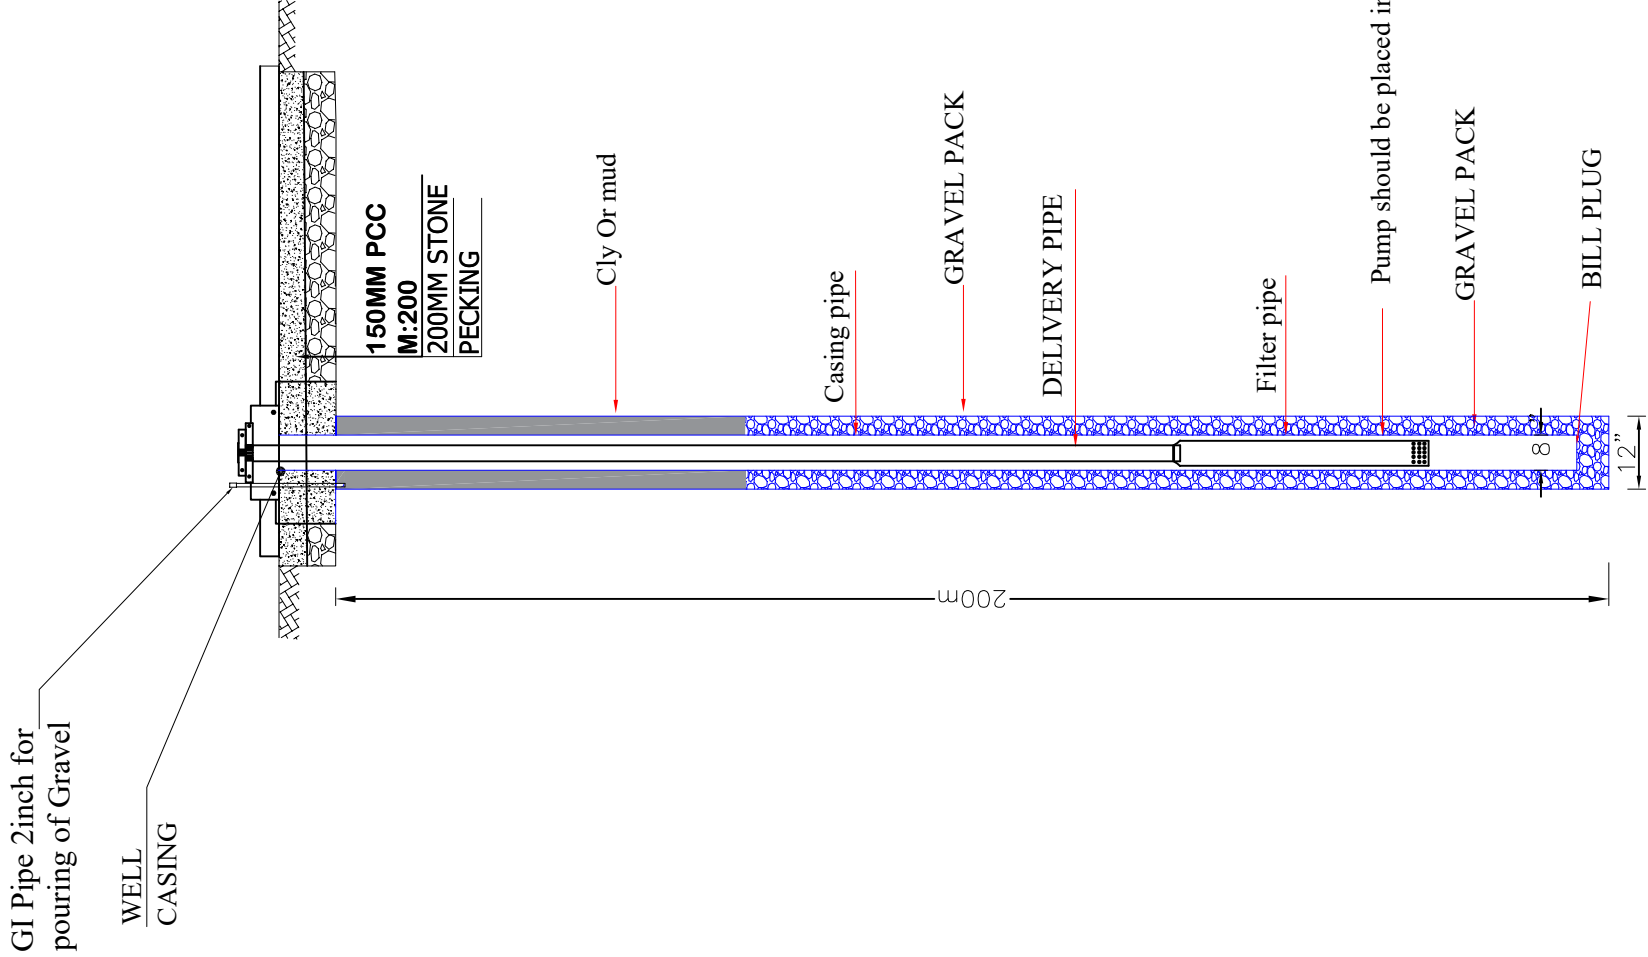 GI Pipe 2inch for
pouring of Gravel
WELL
CASING
150MM PCC
M:200
200MM STONE
PECKING
Cly Or mud
Casing pipe
GRAVEL PACK
DELIVERY PIPE
Filter pipe
Pump should be placed in
GRAVEL PACK
BILL PLUG
200m
8"
12"